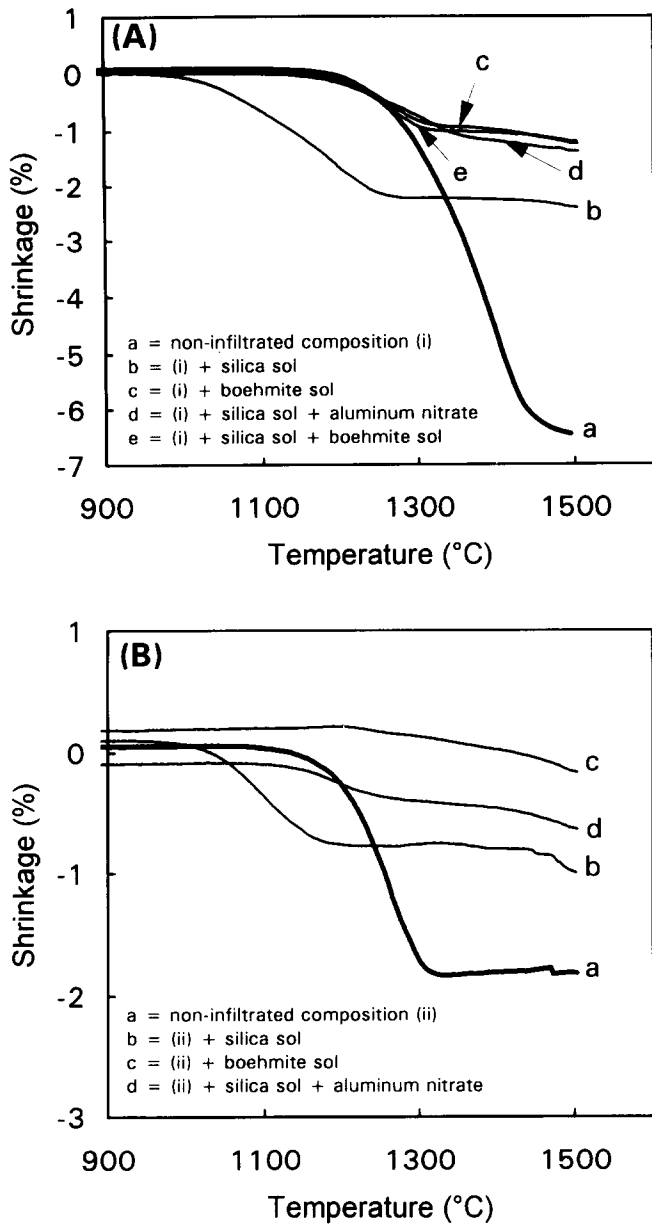 (A)
1
0
-1
-2
-3
-4
-5
-6
-7
Shrinkage (%)
c
d
e
b
a
a = non-infiltrated composition (i)
b = (i) + silica sol
c = (i) + boehmite sol
d = (i) + silica sol + aluminum nitrate
e = (i) + silica sol + boehmite sol
900 1100 1300 1500
Temperature (°C)
(B)
1
0
-1
-2
-3
Shrinkage (%)
c
d
b
a
a = non-infiltrated composition (ii)
b = (ii) + silica sol
c = (ii) + boehmite sol
d = (ii) + silica sol + aluminum nitrate
900 1100 1300 1500
Temperature (°C)